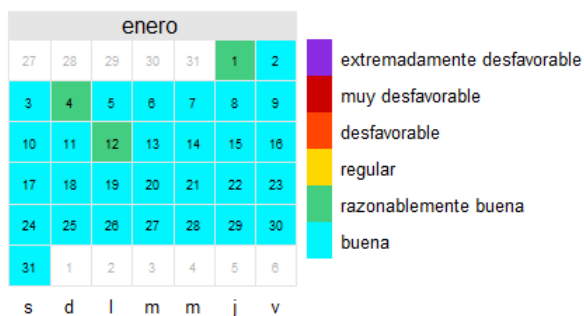 enero
27 28 29 30 31 1 2
3 4 5 6 7 8 9
10 11 12 13 14 15 16
17 18 19 20 21 22 23
24 25 26 27 28 29 30
31 1 2 3 4 5 6
s d l m m j v
extremadamente desfavorable
muy desfavorable
desfavorable
regular
razonablemente buena
buena